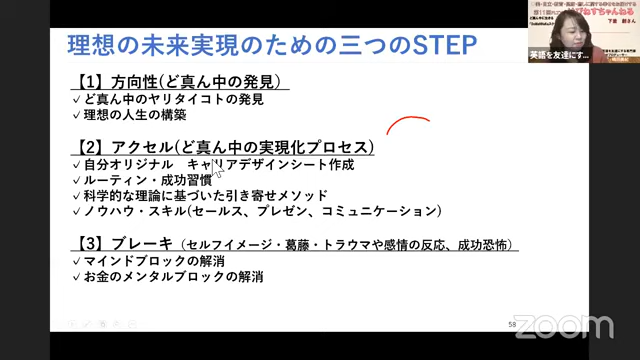 理想の未来実現のための三つのSTEP
【1】方向性(ど真ん中の発見)
✓ ど真ん中のヤリタイコトの発見
✓ 理想の人生の構築
【2】アクセル(ど真ん中の実現化プロセス)
✓ 自分オリジナル キャリアデザインシート作成
✓ ルーティン・成功習慣
✓ 科学的な理論に基づいた引き寄せメソッド
✓ ノウハウ・スキル(セールス、プレゼン、コミュニケーション)
【3】ブレーキ（セルフイメージ・葛藤・トラウマや感情の反応、成功恐怖）
✓ マインドブロックの解消
✓ お金のメンタルブロックの解消
58
zoom
英語を友達にす...